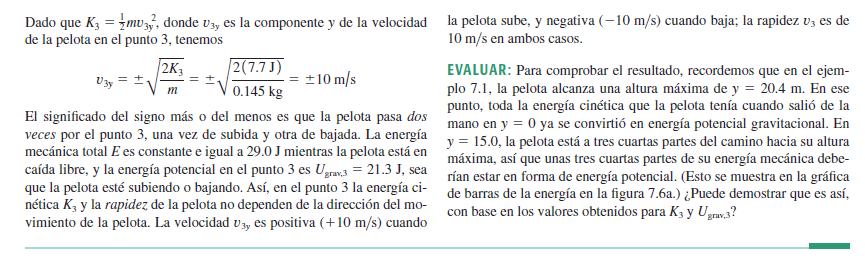 Dado que K₃ = ½mv₃ᵧ², donde v₃ᵧ es la componente y de la velocidad
de la pelota en el punto 3, tenemos
v₃ᵧ = ±√(2K₃/m) = ±√(2(7.7 J)/0.145 kg) = ±10 m/s
El significado del signo más o del menos es que la pelota pasa dos
veces por el punto 3, una vez de subida y otra de bajada. La energía
mecánica total E es constante e igual a 29.0 J mientras la pelota está en
caída libre, y la energía potencial en el punto 3 es U_grav,3 = 21.3 J, sea
que la pelota esté subiendo o bajando. Así, en el punto 3 la energía ci-
nética K₃ y la rapidez de la pelota no dependen de la dirección del mo-
vimiento de la pelota. La velocidad v₃ᵧ es positiva (+10 m/s) cuando
la pelota sube, y negativa (−10 m/s) cuando baja; la rapidez v₃ es de
10 m/s en ambos casos.
EVALUAR: Para comprobar el resultado, recordemos que en el ejem-
plo 7.1, la pelota alcanza una altura máxima de y = 20.4 m. En ese
punto, toda la energía cinética que la pelota tenía cuando salió de la
mano en y = 0 ya se convirtió en energía potencial gravitacional. En
y = 15.0, la pelota está a tres cuartas partes del camino hacia su altura
máxima, así que unas tres cuartas partes de su energía mecánica debe-
rían estar en forma de energía potencial. (Esto se muestra en la gráfica
de barras de la energía en la figura 7.6a.) ¿Puede demostrar que es así,
con base en los valores obtenidos para K₃ y U_grav,3?